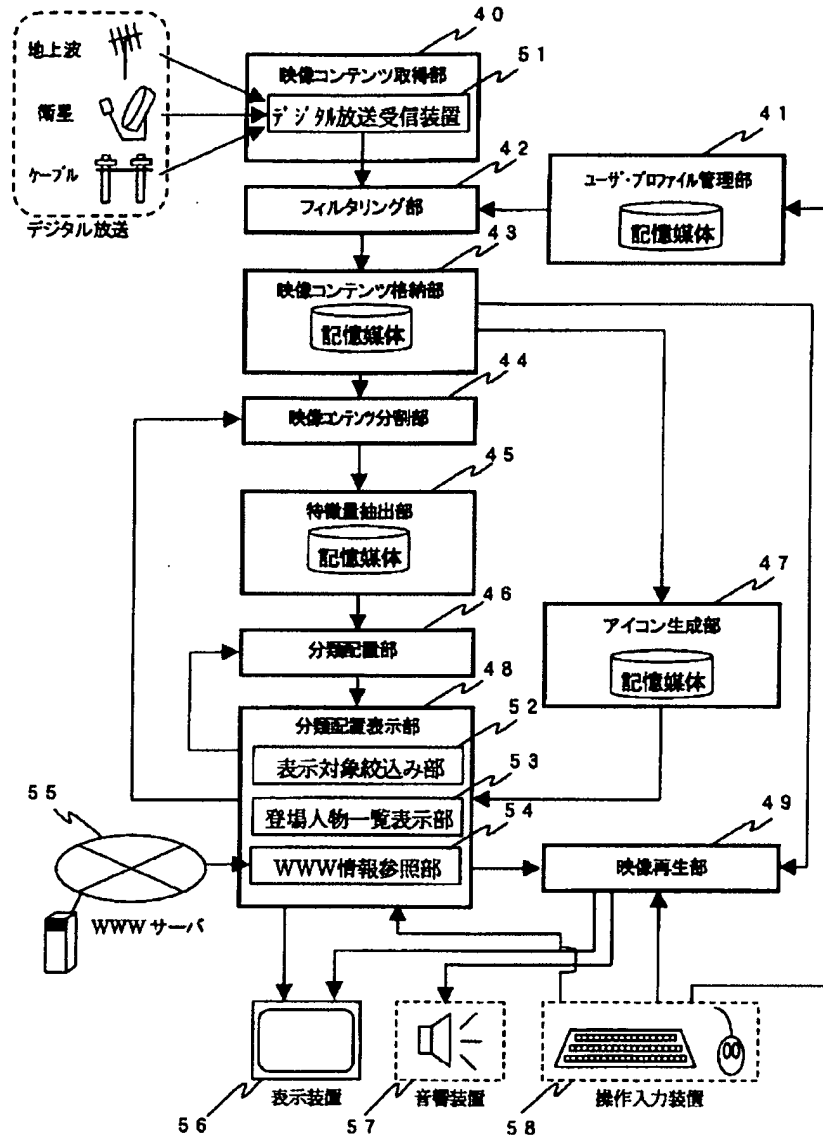 地上波
衛星
ケーブル
デジタル放送
40
映像コンテンツ取得部
51
デジタル放送受信装置
41
ユーザ・プロファイル管理部
記憶媒体
42
フィルタリング部
43
映像コンテンツ格納部
記憶媒体
44
映像コンテンツ分割部
45
特徴量抽出部
記憶媒体
46
分類配置部
47
アイコン生成部
記憶媒体
48
分類配置表示部
52
表示対象絞込み部
53
登場人物一覧表示部
54
WWW情報参照部
55
WWWサーバ
49
映像再生部
56
表示装置
57
音響装置
58
操作入力装置